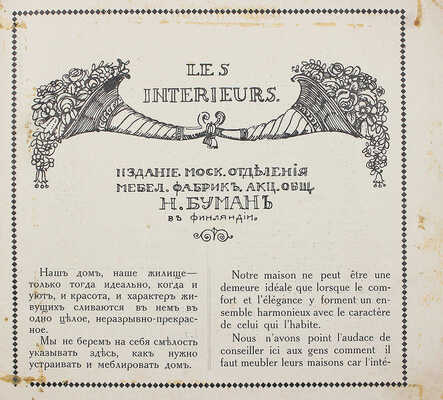 LES
INTERIEURS.
ИЗДАНІЕ МОСК. ОТДѢЛЕНІЯ
МЕБЕЛ. ФАБРИКЪ АКЦ. ОБЩ.
Н. БУМАНЪ
ВЪ ФИНЛЯНДІИ.
Нашъ домъ, наше жилище—
только тогда идеально, когда и
уютъ, и красота, и характеръ жи-
вущихъ сливаются въ немъ въ
одно цѣлое, неразрывно-прекрас-
ное.
Мы не беремъ на себя смѣлость
указывать здѣсь, какъ нужно
устраивать и меблировать домъ.
Notre maison ne peut être une
demeure idéale que lorsque le com-
fort et l'élégance y forment un en-
semble harmonieux avec le caractère
de celui qui l'habite.
Nous n'avons point l'audace de
conseiller ici aux gens comment il
faut meubler leurs maisons car l'inté-